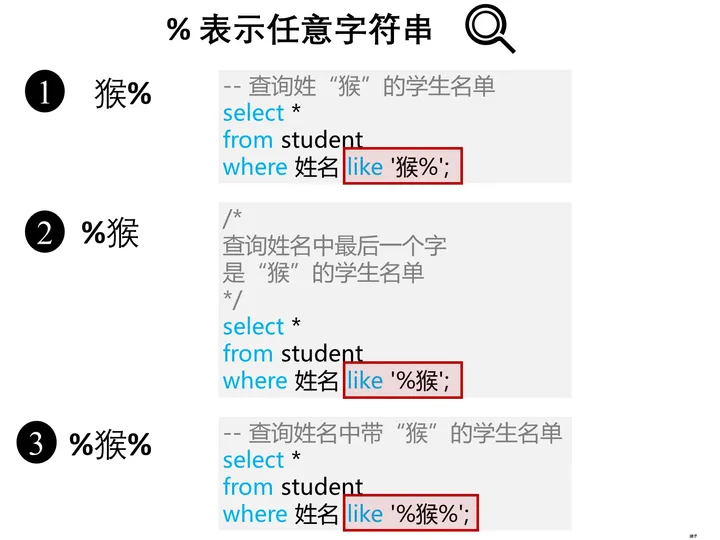 % 表示任意字符串
1 猴%
-- 查询姓“猴”的学生名单
select *
from student
where 姓名 like '猴%';
2 %猴
/*
查询姓名中最后一个字
是“猴”的学生名单
*/
select *
from student
where 姓名 like '%猴';
3 %猴%
-- 查询姓名中带“猴”的学生名单
select *
from student
where 姓名 like '%猴%';